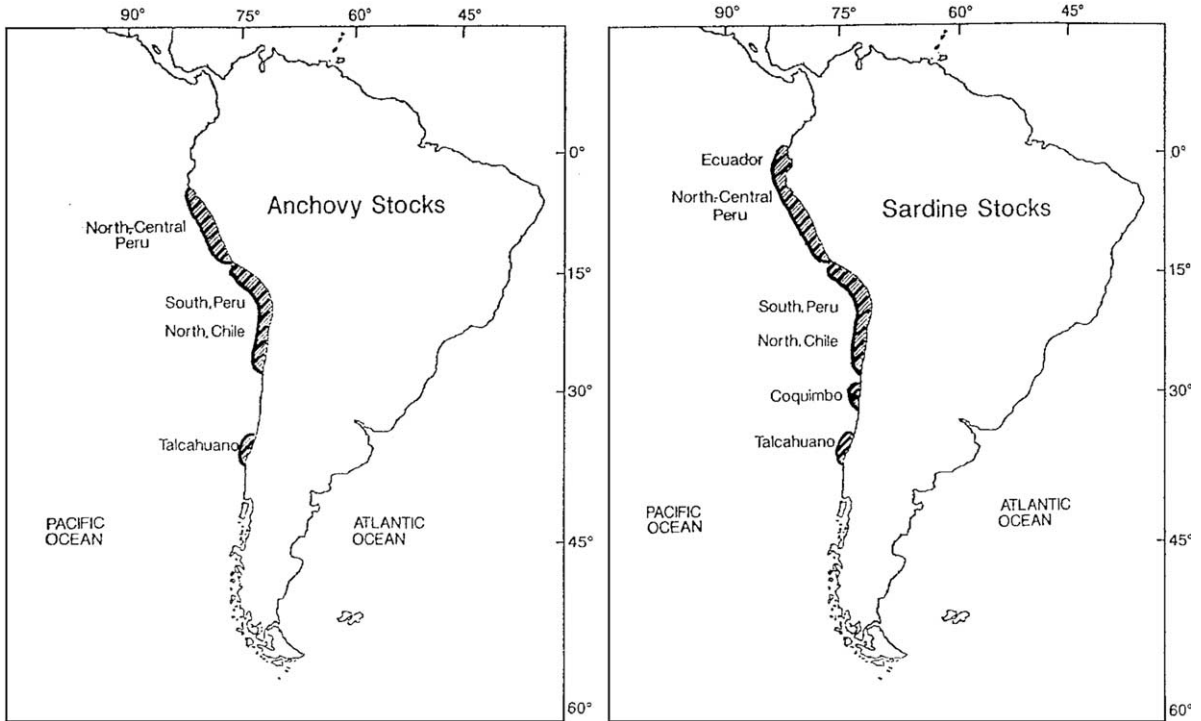 90°
75°
60°
45°
0°
15°
30°
45°
60°
Anchovy Stocks
North-Central
Peru
South, Peru
North, Chile
Talcahuano
PACIFIC
OCEAN
ATLANTIC
OCEAN
90°
75°
60°
45°
0°
15°
30°
45°
60°
Ecuador
North-Central
Peru
Sardine Stocks
South, Peru
North, Chile
Coquimbo
Talcahuano
PACIFIC
OCEAN
ATLANTIC
OCEAN